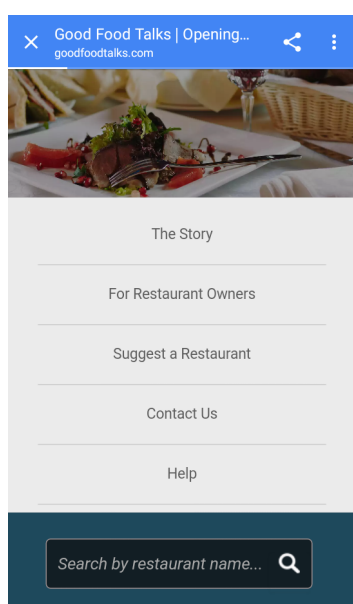 Good Food Talks | Opening...
goodfoodtalks.com
The Story
For Restaurant Owners
Suggest a Restaurant
Contact Us
Help
Search by restaurant name...